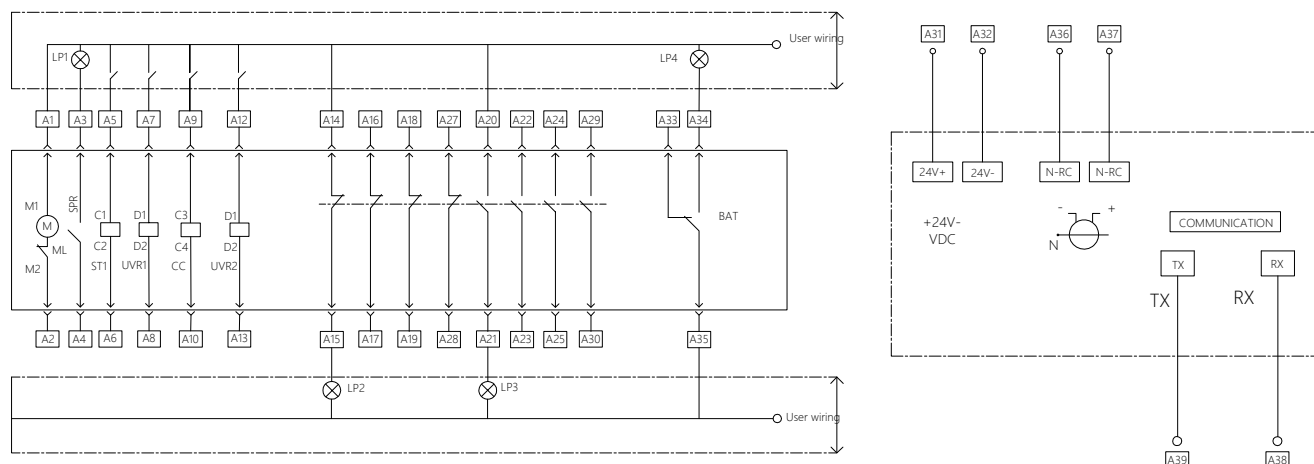 User wiring
LP1
LP4
A1 A3 A5 A7 A9 A12 A14 A16 A18 A27 A20 A22 A24 A29 A33 A34
M1
M
M2
ML
SPR
C1
C2
ST1
D1
D2
UVR1
C3
C4
CC
D1
D2
UVR2
BAT
A2 A4 A6 A8 A10 A13 A15 A17 A19 A28 A21 A23 A25 A30 A35
LP2
LP3
User wiring
A31 A32 A36 A37
24V+ 24V- N-RC N-RC
+24V-
VDC
- +
N
COMMUNICATION
TX RX
TX RX
A39 A38